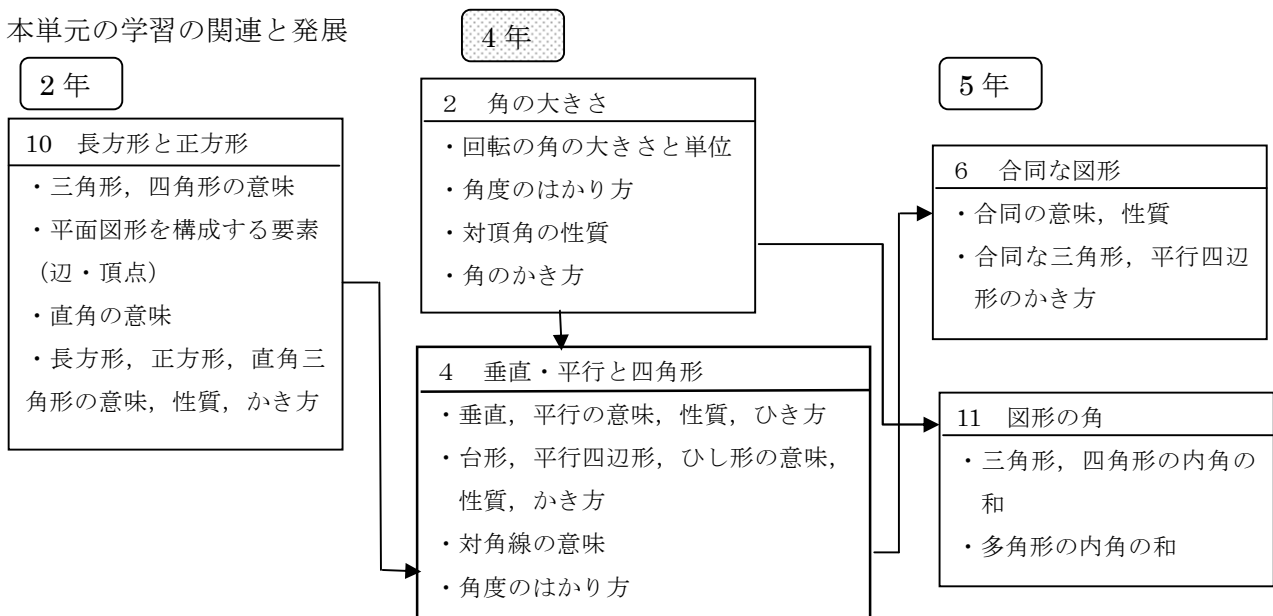 本単元の学習の関連と発展
2年
10 長方形と正方形
・三角形，四角形の意味
・平面図形を構成する要素
（辺・頂点）
・直角の意味
・長方形，正方形，直角三
角形の意味，性質，かき方
4年
2 角の大きさ
・回転の角の大きさと単位
・角度のはかり方
・対頂角の性質
・角のかき方
4 垂直・平行と四角形
・垂直，平行の意味，性質，ひき方
・台形，平行四辺形，ひし形の意味，
性質，かき方
・対角線の意味
・角度のはかり方
5年
6 合同な図形
・合同の意味，性質
・合同な三角形，平行四辺
形のかき方
11 図形の角
・三角形，四角形の内角の
和
・多角形の内角の和